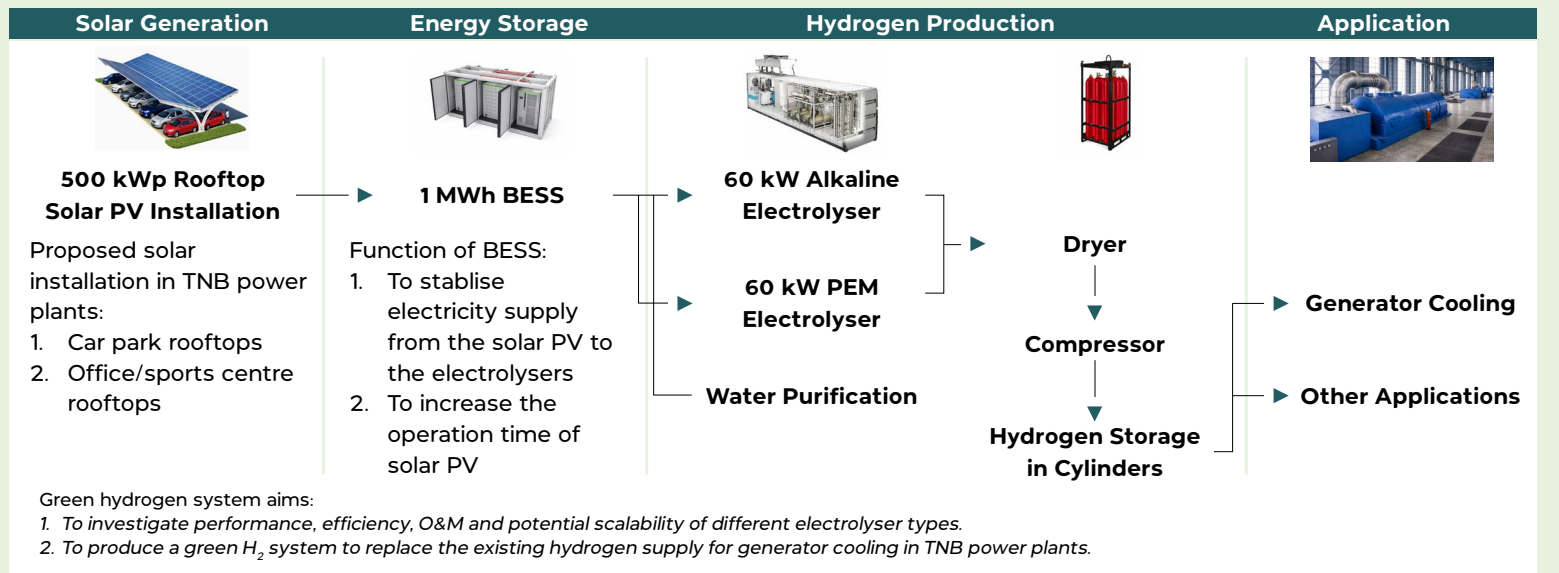 Solar Generation
Energy Storage
Hydrogen Production
Application
500 kWp Rooftop
Solar PV Installation
Proposed solar
installation in TNB power
plants:
1. Car park rooftops
2. Office/sports centre
rooftops
1 MWh BESS
Function of BESS:
1. To stablise
electricity supply
from the solar PV to
the electrolysers
2. To increase the
operation time of
solar PV
60 kW Alkaline
Electrolyser
60 kW PEM
Electrolyser
Water Purification
Dryer
Compressor
Hydrogen Storage
in Cylinders
Generator Cooling
Other Applications
Green hydrogen system aims:
1. To investigate performance, efficiency, O&M and potential scalability of different electrolyser types.
2. To produce a green H₂ system to replace the existing hydrogen supply for generator cooling in TNB power plants.